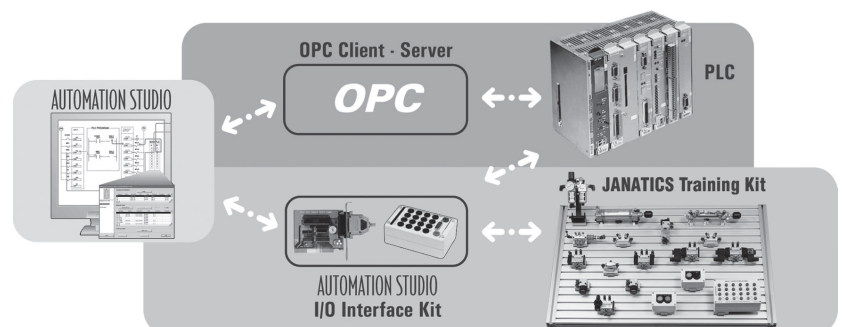 OPC Client - Server
OPC
PLC
AUTOMATION STUDIO
JANATICS Training Kit
AUTOMATION STUDIO
I/O Interface Kit